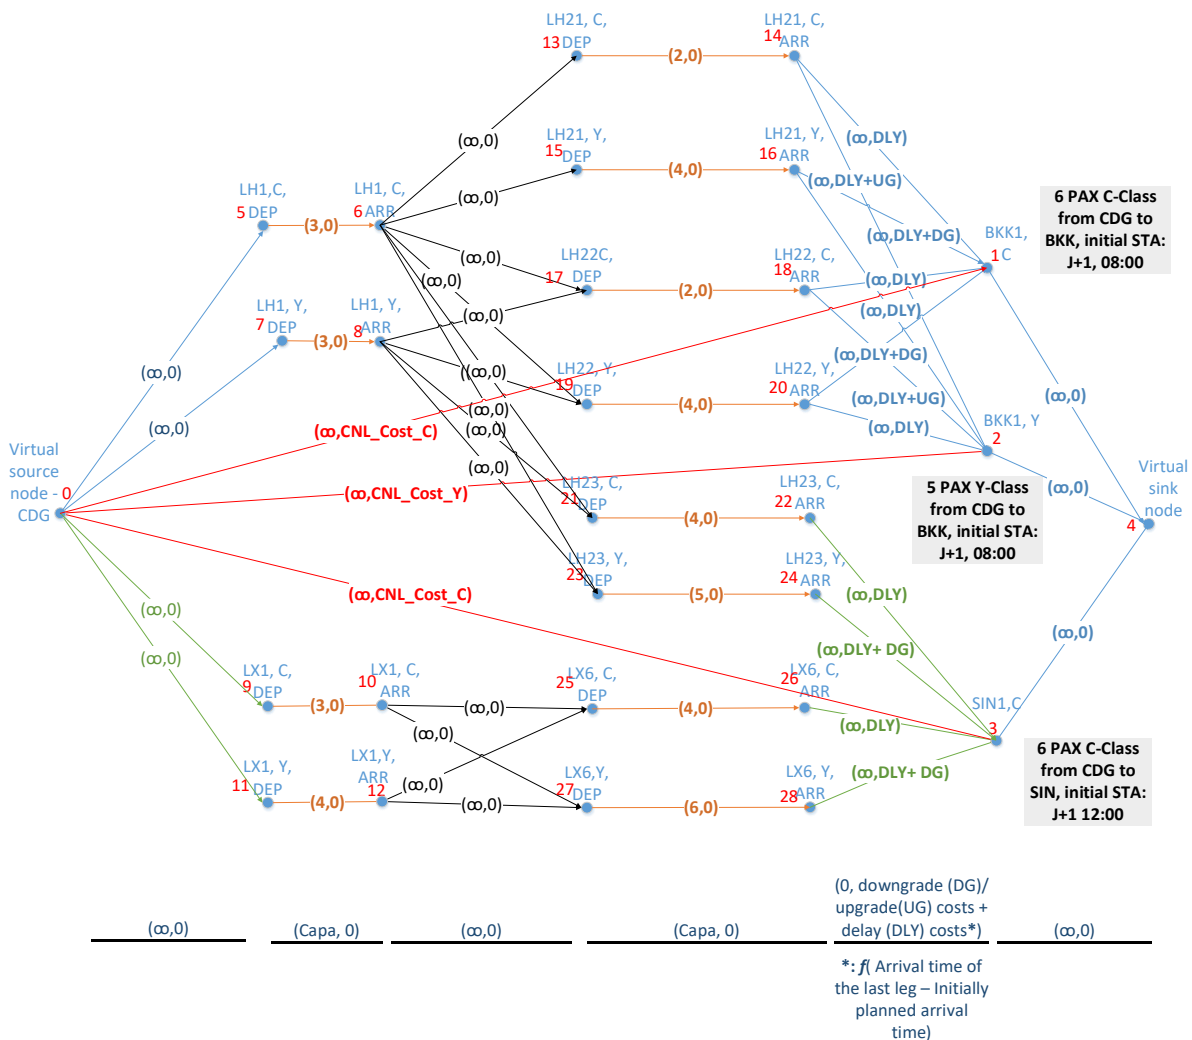 LH21, C,
13 DEP
(2,0)
LH21, C,
14
ARR
(ꝏ,0)
(ꝏ,DLY)
LH21, Y,
15
DEP
(4,0)
LH21, Y,
16 ARR
(ꝏ,DLY+UG)
LH1,C,
5 DEP
(3,0)
LH1, C,
6 ARR
(ꝏ,0)
(ꝏ,DLY+DG)
6 PAX C-Class
from CDG to
BKK, initial STA:
J+1, 08:00
BKK1,
1 C
(ꝏ,0)
LH22C,
17 DEP
(2,0)
LH22, C,
18
ARR
(ꝏ,DLY)
(ꝏ,0)
(ꝏ,DLY)
LH1, Y,
7 DEP
(3,0)
LH1, Y,
8 ARR
(ꝏ,0)
(ꝏ,DLY+DG)
(ꝏ,0)
((ꝏ,0)
LH22, Y,
19 DEP
(4,0)
LH22, Y,
20 ARR
(ꝏ,DLY+UG)
(ꝏ,0)
(ꝏ,0)
(ꝏ,0)
(ꝏ,0)
(ꝏ,DLY)
BKK1, Y
2
(ꝏ,CNL_Cost_C)
Virtual
source
node - 0
CDG
(ꝏ,0)
(ꝏ,CNL_Cost_Y)
LH23, C,
21
DEP
(4,0)
LH23, C,
22
ARR
5 PAX Y-Class
from CDG to
BKK, initial STA:
J+1, 08:00
(ꝏ,0)
Virtual
sink
node
4
LH23, Y,
23 DEP
(5,0)
LH23, Y,
24 ARR
(ꝏ,DLY)
(ꝏ,CNL_Cost_C)
(ꝏ,0)
(ꝏ,0)
(ꝏ,0)
(ꝏ,DLY+ DG)
LX1, C,
9
DEP
(3,0)
LX1, C,
10
ARR
(ꝏ,0)
LX6, C,
25
DEP
(4,0)
LX6, C,
26
ARR
(ꝏ,DLY)
SIN1,C
3
(ꝏ,0)
(ꝏ,0)
LX1, Y,
11 DEP
(4,0)
LX1,Y,
ARR
12
(ꝏ,0)
LX6,Y,
27 DEP
(6,0)
LX6, Y,
28 ARR
(ꝏ,DLY+ DG)
6 PAX C-Class
from CDG to
SIN, initial STA:
J+1 12:00
(ꝏ,0)
(Capa, 0)
(ꝏ,0)
(Capa, 0)
(0, downgrade (DG)/
upgrade(UG) costs +
delay (DLY) costs*)
(ꝏ,0)
*: f( Arrival time of
the last leg – Initially
planned arrival
time)